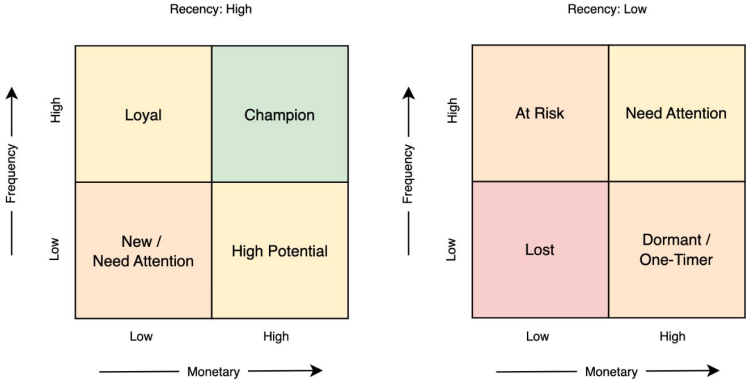 Recency: High
High
Loyal
Champion
Frequency
Low
New /
Need Attention
High Potential
Low
High
Monetary
Recency: Low
High
At Risk
Need Attention
Frequency
Low
Lost
Dormant /
One-Timer
Low
High
Monetary